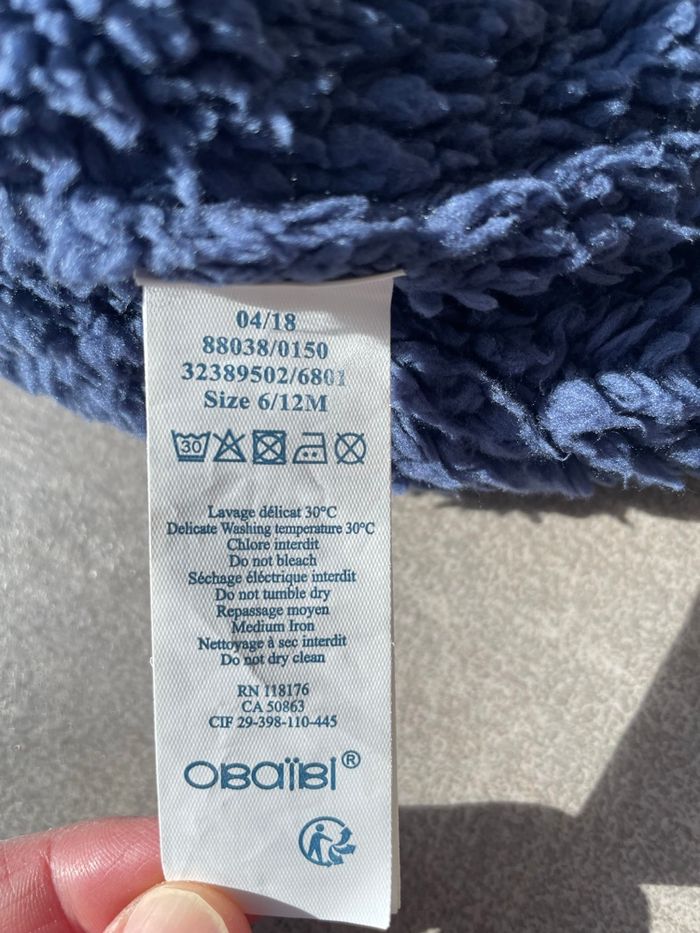 04/18
88038/0150
32389502/6801
Size 6/12M
30
Lavage délicat 30°C
Delicate Washing temperature 30°C
Chlore interdit
Do not bleach
Séchage éléctrique interdit
Do not tumble dry
Repassage moyen
Medium Iron
Nettoyage à sec interdit
Do not dry clean
RN 118176
CA 50863
CIF 29-398-110-445
OBAÏBI®